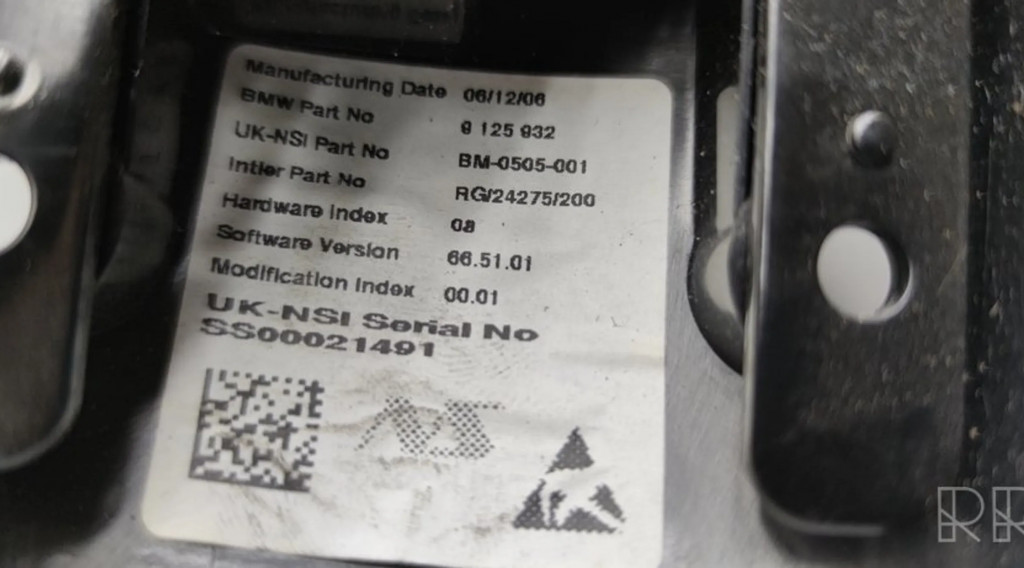 Manufacturing Date 06/12/06
BMW Part No 9 125 932
UK-NSI Part No BM-0505-001
Intier Part No RG/24275/200
Hardware Index 08
Software Version 66.51.01
Modification Index 00.01
UK-NSI Serial No
SS00021491